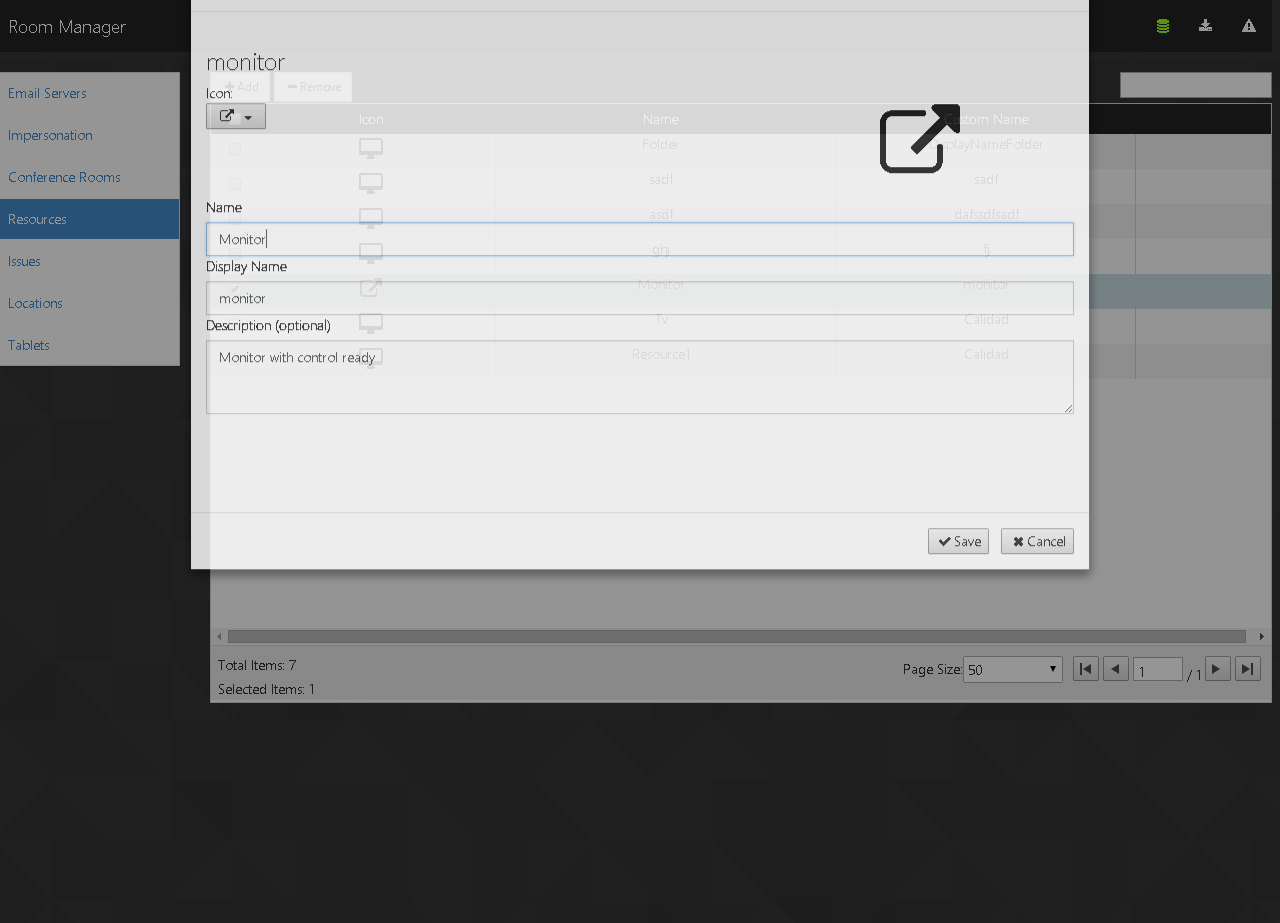 Room Manager
monitor
Email Servers
Add
Remove
Icon:
Icon
Name
Custom Name
Impersonation
Folder
DisplayNameFolder
Conference Rooms
sadf
sadf
Name
Resources
asdf
dafssdfsadf
Monitor
ghj
fj
Issues
Display Name
Monitor
monitor
monitor
Locations
Description (optional)
Tv
Calidad
Tablets
Monitor with control ready
Resource1
Calidad
Save
Cancel
Total Items: 7
Page Size:
50
1
/ 1
Selected Items: 1